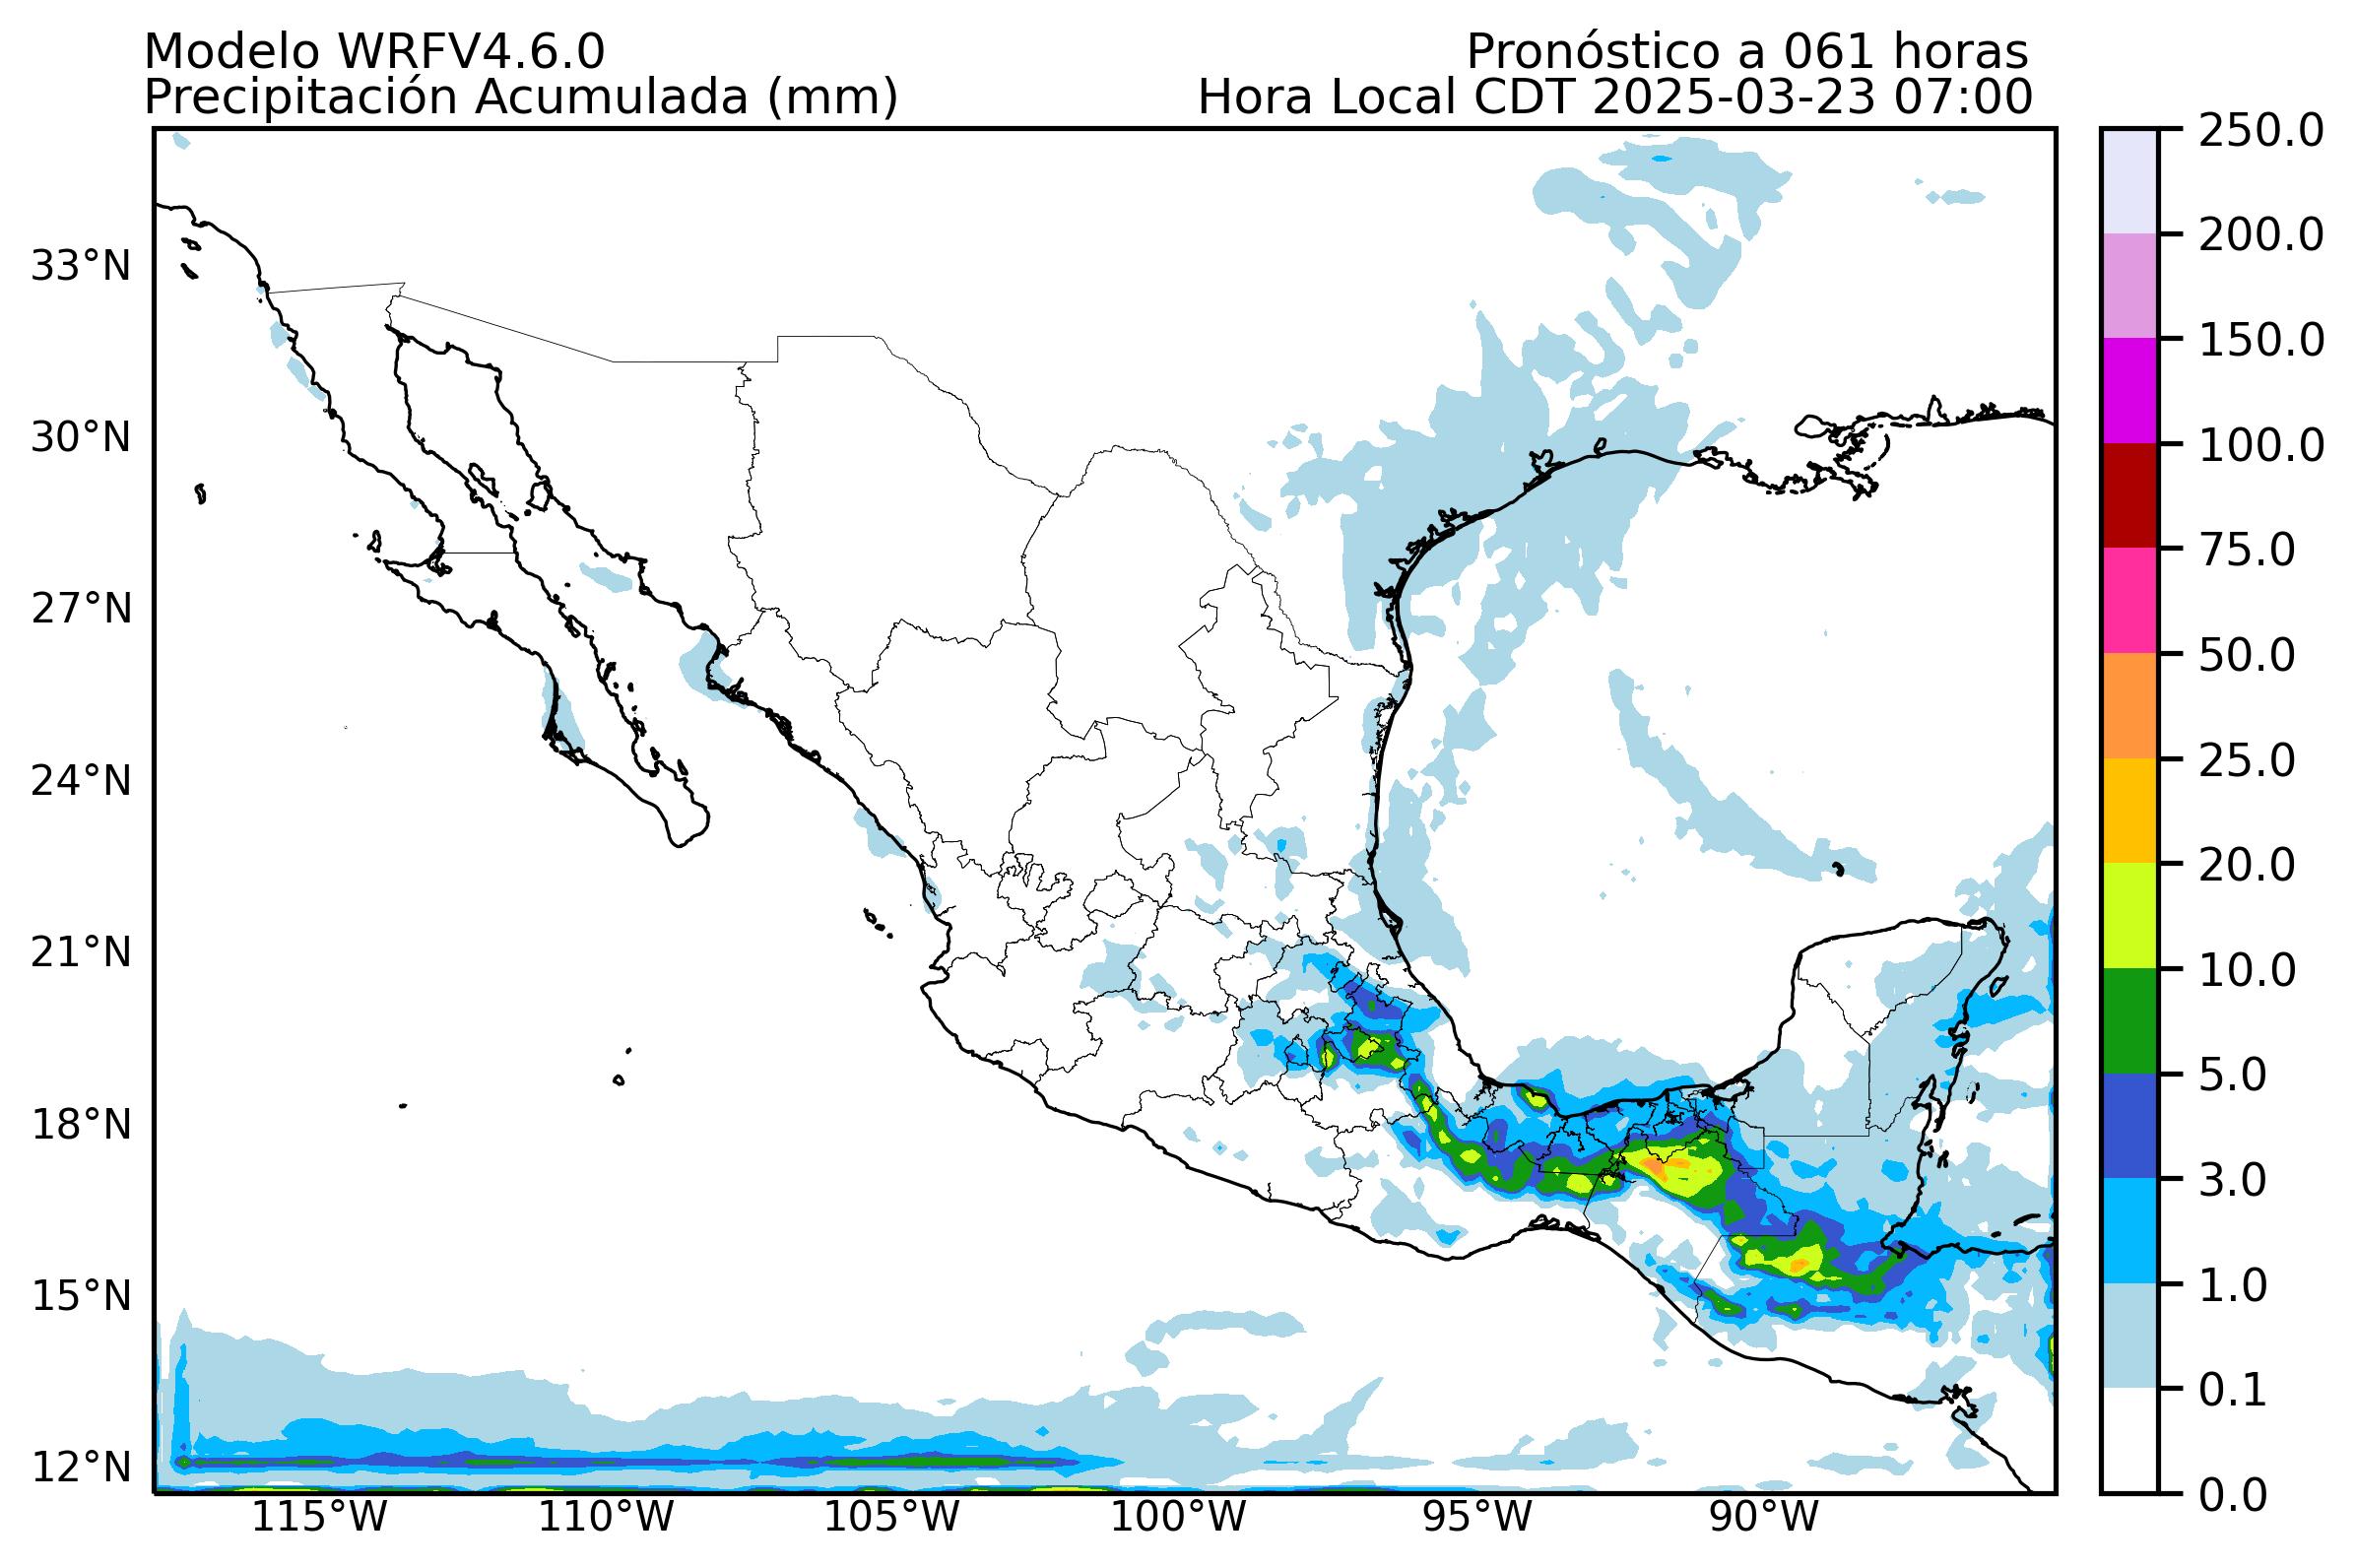 Modelo WRFV4.6.0
Pronóstico a 061 horas
Precipitación Acumulada (mm)
Hora Local CDT 2025-03-23 07:00
33°N
30°N
27°N
24°N
21°N
18°N
15°N
12°N
115°W
110°W
105°W
100°W
95°W
90°W
250.0
200.0
150.0
100.0
75.0
50.0
25.0
20.0
10.0
5.0
3.0
1.0
0.1
0.0